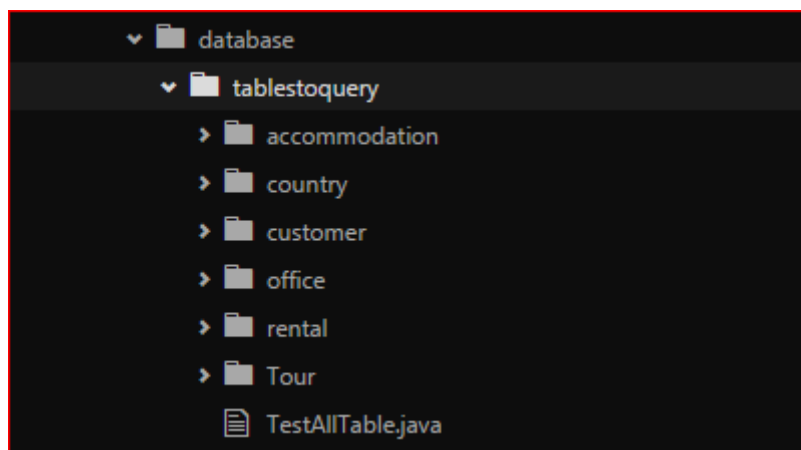 database
tablestoquery
accommodation
country
customer
office
rental
Tour
TestAllTable.java